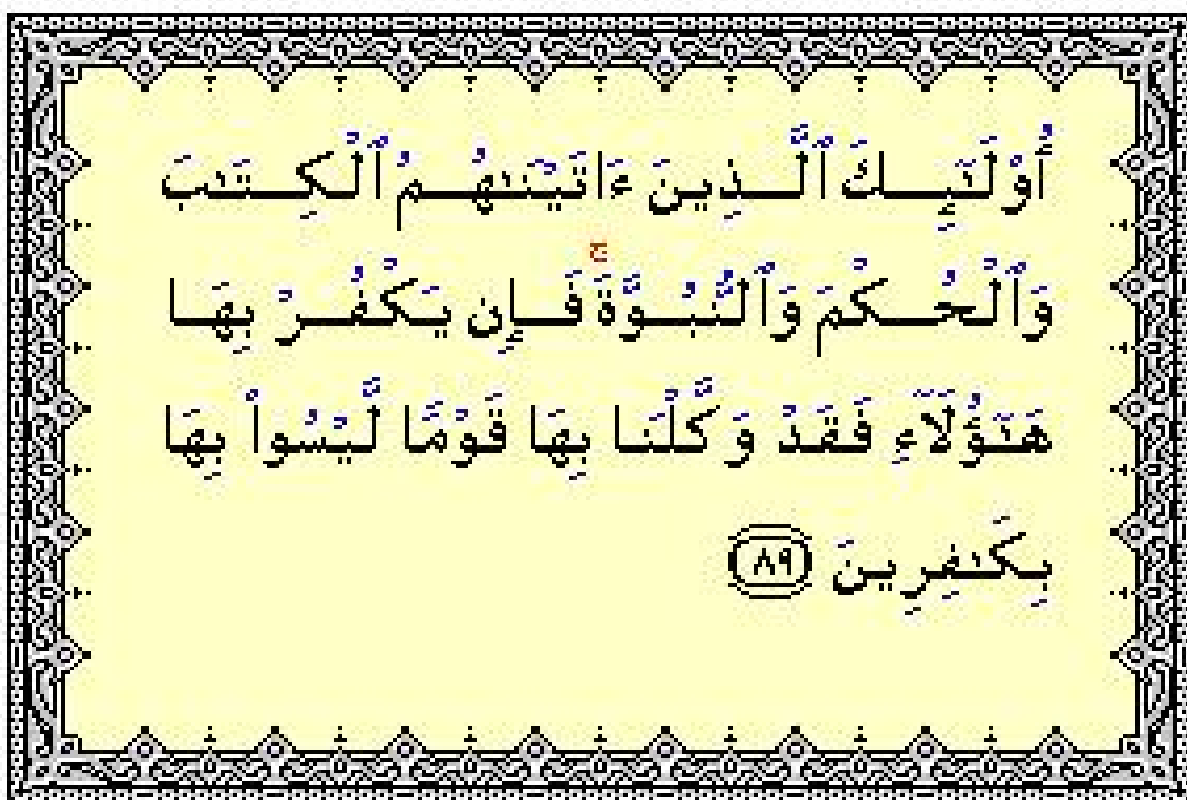 أُوْلَٰٓئِكَ ٱلَّذِينَ ءَاتَيْنَٰهُمُ ٱلْكِتَٰبَ
وَٱلْحُكْمَ وَٱلنُّبُوَّةَۚ فَإِن يَكْفُرْ بِهَا
هَٰٓؤُلَآءِ فَقَدْ وَكَّلْنَا بِهَا قَوْمًا لَّيْسُواْ بِهَا
بِكَٰفِرِينَ ٨٩